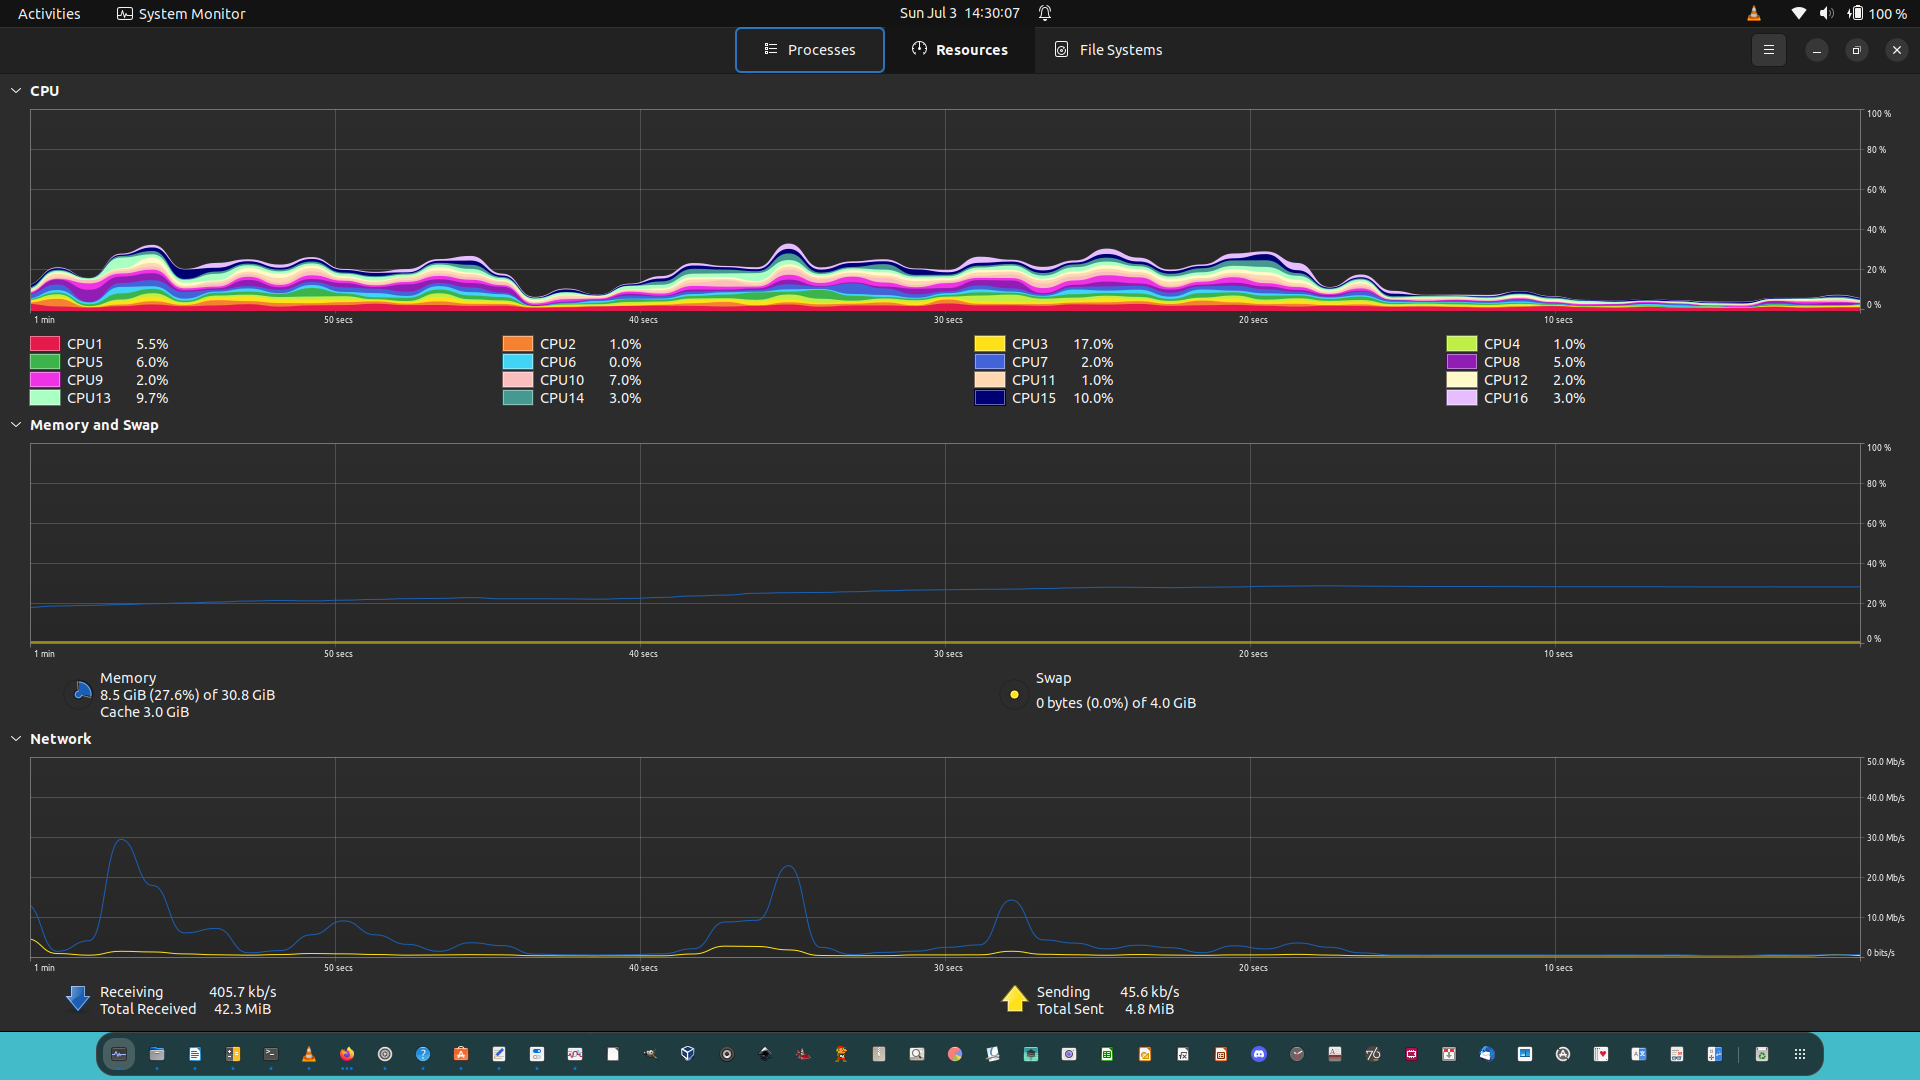 Activities System Monitor Sun Jul 3 14:30:07 100 %
Processes Resources File Systems
CPU
100 %
80 %
60 %
40 %
20 %
0 %
1 min 50 secs 40 secs 30 secs 20 secs 10 secs
CPU1 5.5% CPU2 1.0% CPU3 17.0% CPU4 1.0%
CPU5 6.0% CPU6 0.0% CPU7 2.0% CPU8 5.0%
CPU9 2.0% CPU10 7.0% CPU11 1.0% CPU12 2.0%
CPU13 9.7% CPU14 3.0% CPU15 10.0% CPU16 3.0%
Memory and Swap
100 %
80 %
60 %
40 %
20 %
0 %
1 min 50 secs 40 secs 30 secs 20 secs 10 secs
Memory
8.5 GiB (27.6%) of 30.8 GiB
Cache 3.0 GiB
Swap
0 bytes (0.0%) of 4.0 GiB
Network
50.0 Mb/s
40.0 Mb/s
30.0 Mb/s
20.0 Mb/s
10.0 Mb/s
0 bits/s
1 min 50 secs 40 secs 30 secs 20 secs 10 secs
Receiving 405.7 kb/s
Total Received 42.3 MiB
Sending 45.6 kb/s
Total Sent 4.8 MiB
76